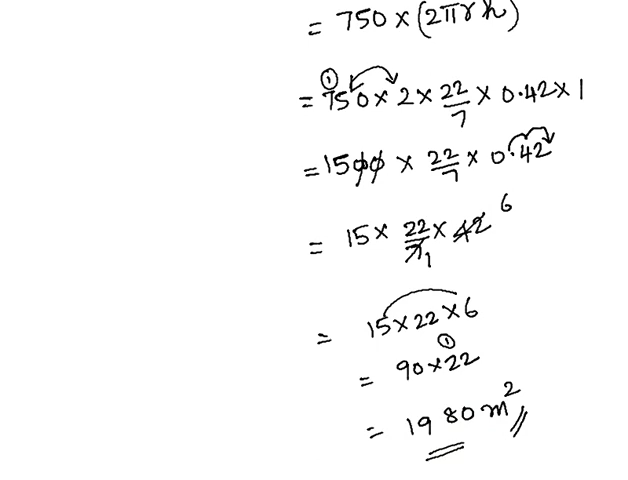 = 750 × (2πrh)
= 750 × 2 × 22/7 × 0.42 × 1
= 1500 × 22/7 × 0.42
= 15 × 22/7 1 × 42 6
= 15 × 22 × 6
= 90 × 22
= 1980 m²